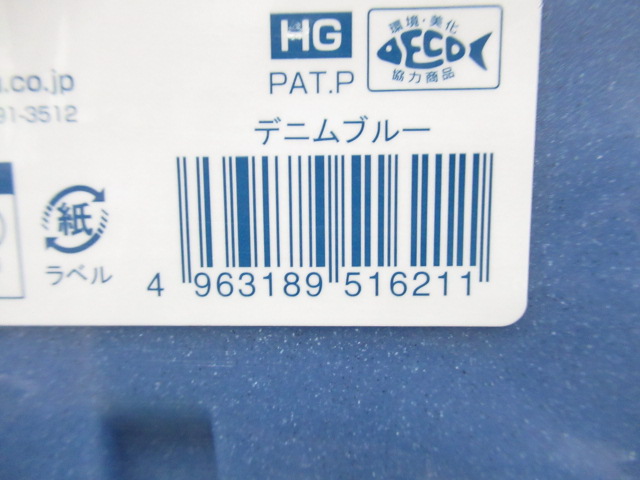 HG
環境・美化
DECO
協力商品
.co.jp
PAT.P
91-3512
デニムブルー
紙
ラベル
4 963189 516211